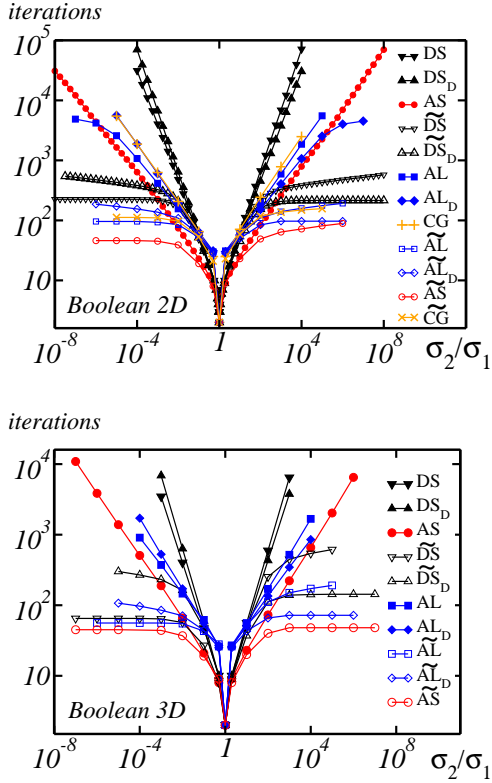 iterations
10^5
10^4
10^3
10^2
10
DS
DS_D
AS
D̃S
D̃S_D
AL
AL_D
CG
ÃL
ÃL_D
ÃS
C̃G
Boolean 2D
10^-8
10^-4
1
10^4
10^8
σ_2/σ_1
iterations
10^4
10^3
10^2
10
DS
DS_D
AS
D̃S
D̃S_D
AL
AL_D
ÃL
ÃL_D
ÃS
Boolean 3D
10^-8
10^-4
1
10^4
10^8
σ_2/σ_1